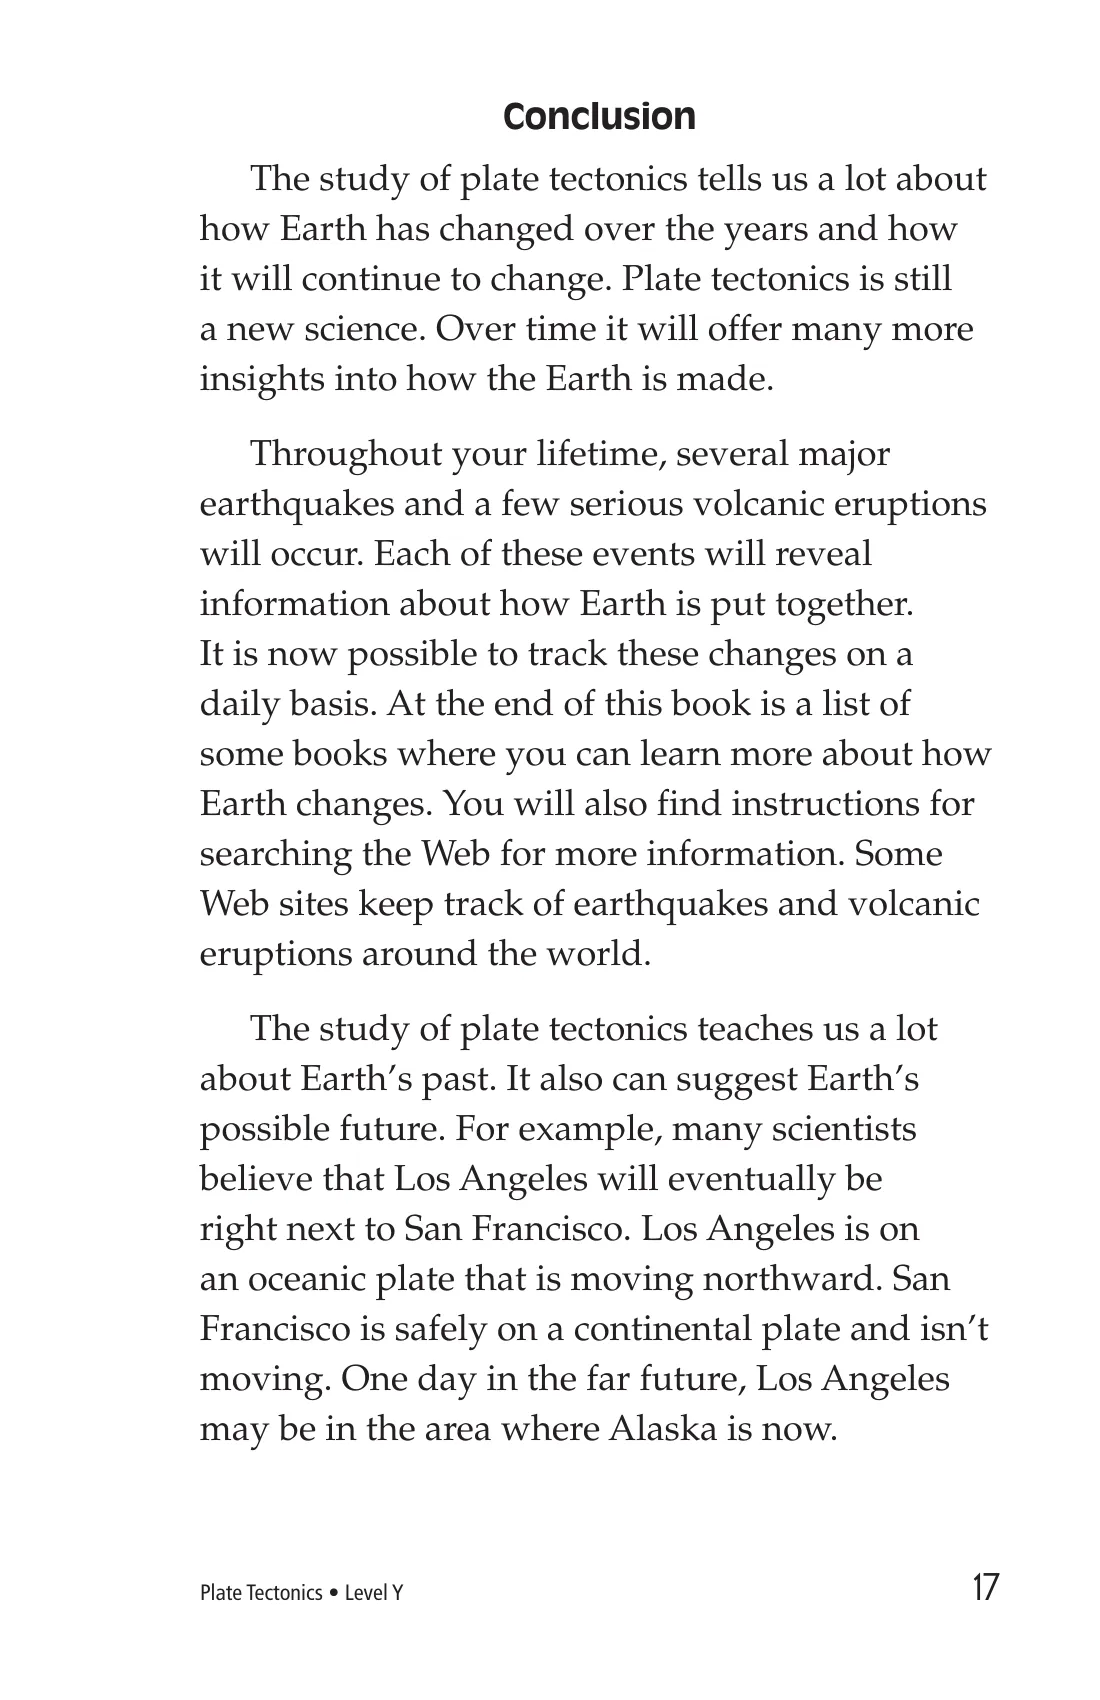 Conclusion
The study of plate tectonics tells us a lot about
how Earth has changed over the years and how
it will continue to change. Plate tectonics is still
a new science. Over time it will offer many more
insights into how the Earth is made.
Throughout your lifetime, several major
earthquakes and a few serious volcanic eruptions
will occur. Each of these events will reveal
information about how Earth is put together.
It is now possible to track these changes on a
daily basis. At the end of this book is a list of
some books where you can learn more about how
Earth changes. You will also find instructions for
searching the Web for more information. Some
Web sites keep track of earthquakes and volcanic
eruptions around the world.
The study of plate tectonics teaches us a lot
about Earth’s past. It also can suggest Earth’s
possible future. For example, many scientists
believe that Los Angeles will eventually be
right next to San Francisco. Los Angeles is on
an oceanic plate that is moving northward. San
Francisco is safely on a continental plate and isn’t
moving. One day in the far future, Los Angeles
may be in the area where Alaska is now.
Plate Tectonics • Level Y
17